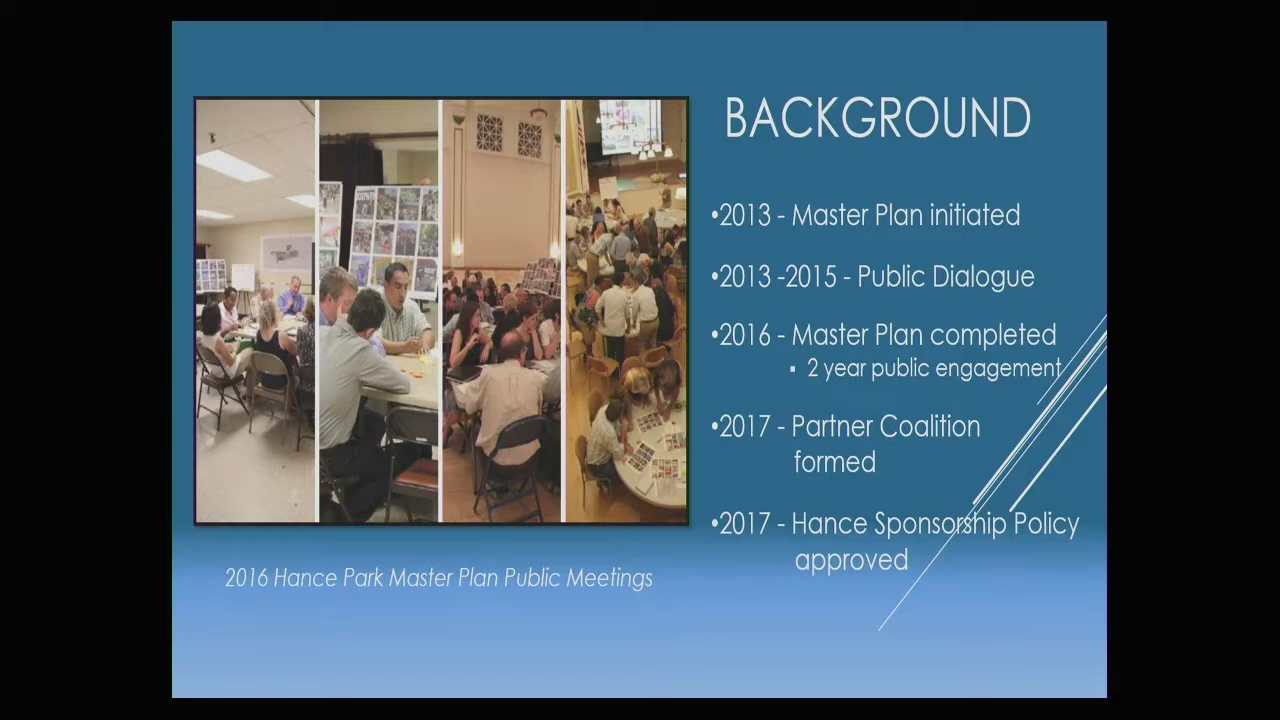 BACKGROUND
•2013 - Master Plan initiated
•2013 -2015 - Public Dialogue
•2016 - Master Plan completed
▪ 2 year public engagement
•2017 - Partner Coalition
formed
•2017 - Hance Sponsorship Policy
approved
2016 Hance Park Master Plan Public Meetings